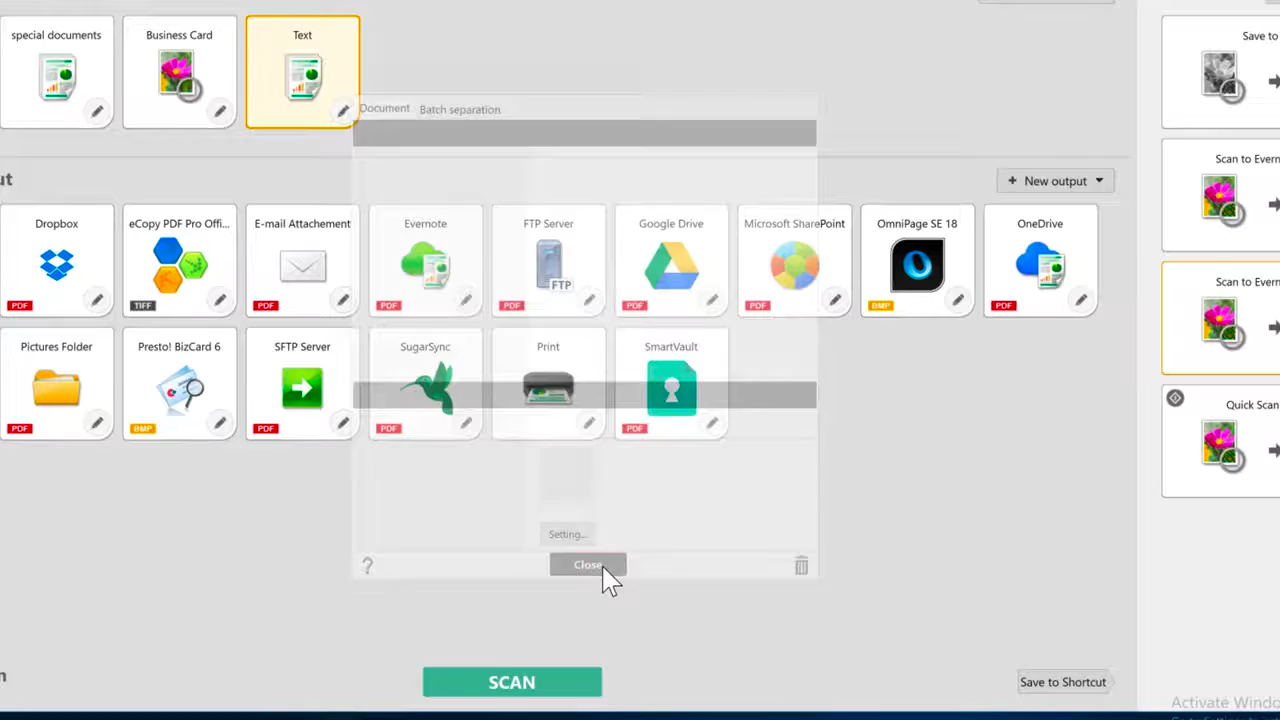 special documents
Business Card
Text
Save to
Document
Batch separation
ut
+ New output
Scan to Evern
Dropbox
eCopy PDF Pro Offi...
E-mail Attachement
Evernote
FTP Server
Google Drive
Microsoft SharePoint
OmniPage SE 18
OneDrive
FTP
PDF
TIFF
PDF
PDF
PDF
PDF
PDF
BMP
PDF
Scan to Evern
Pictures Folder
Presto! BizCard 6
SFTP Server
SugarSync
Print
SmartVault
PDF
BMP
PDF
PDF
PDF
Quick Scan
Setting...
?
Close
n
SCAN
Save to Shortcut
Activate Windo